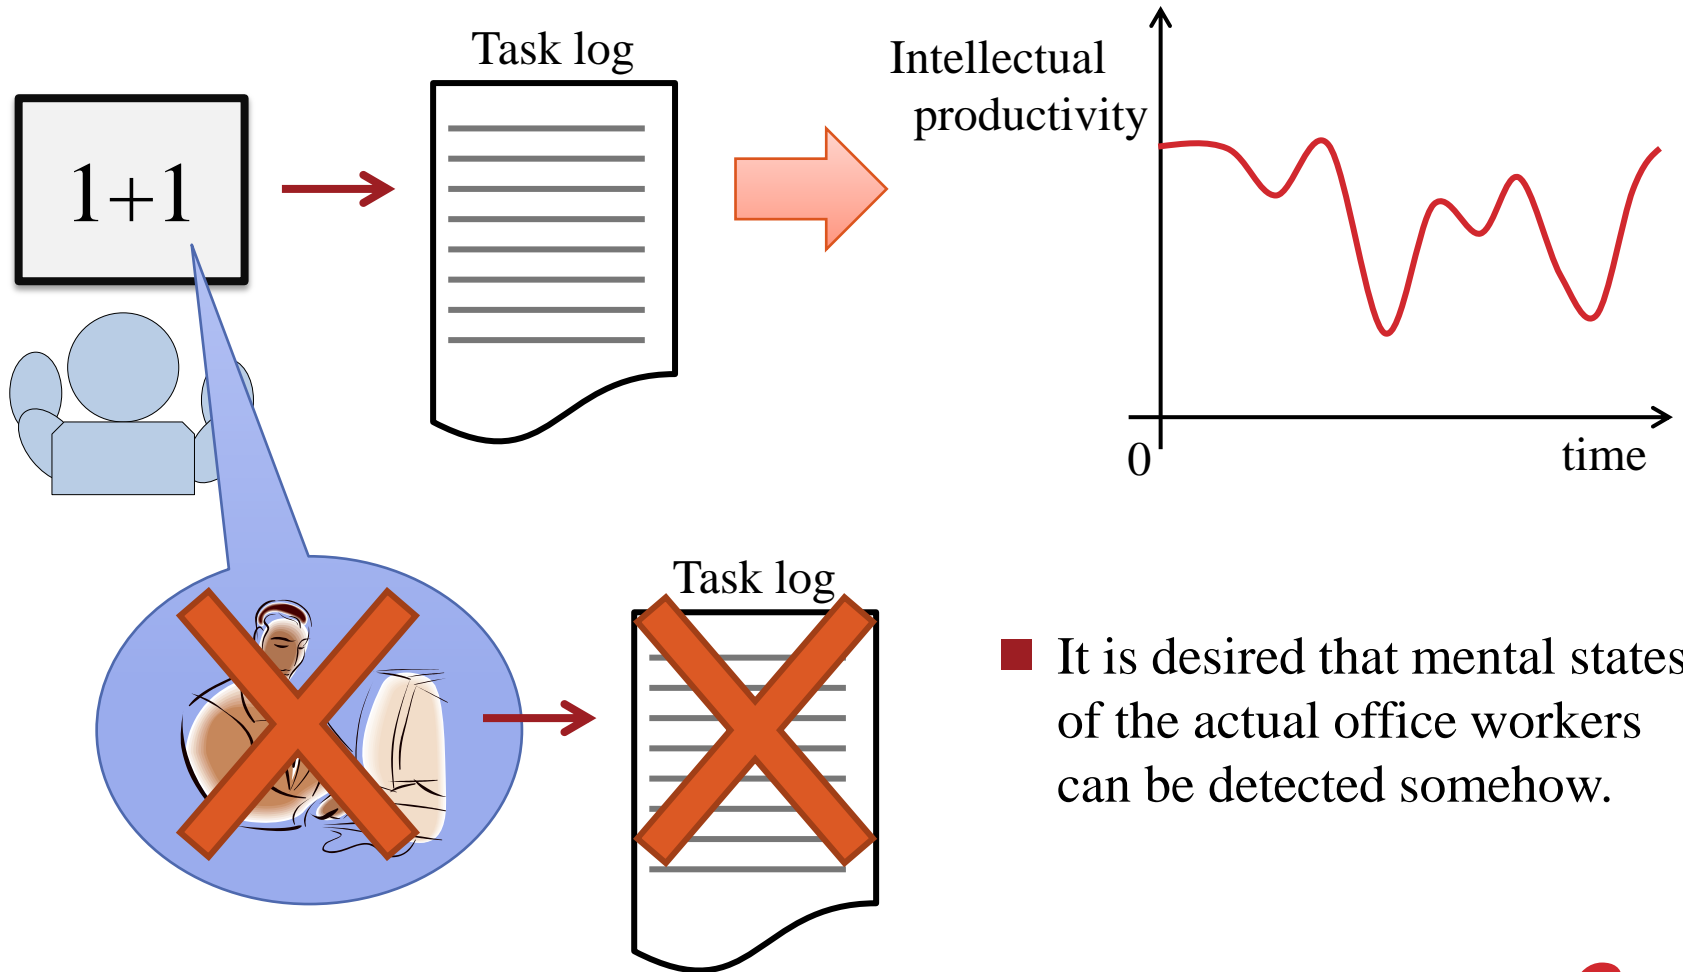 Task log
1+1
Intellectual
productivity
0
time
Task log
It is desired that mental states
of the actual office workers
can be detected somehow.